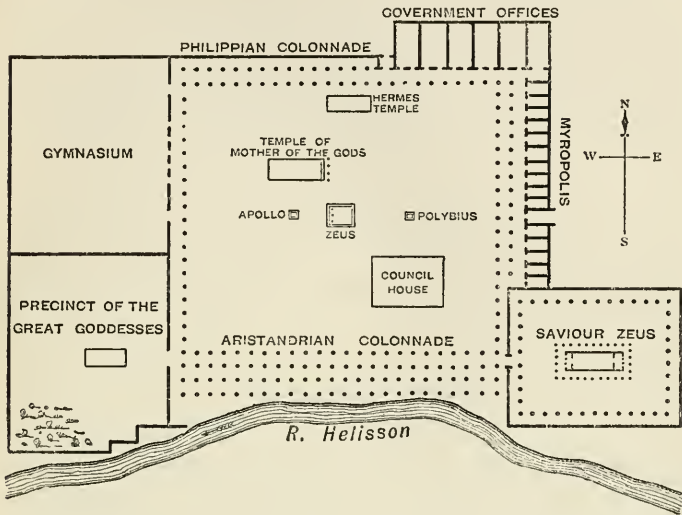 GOVERNMENT OFFICES
PHILIPPIAN COLONNADE
HERMES
TEMPLE
MYROPOLIS
N
TEMPLE OF
MOTHER OF THE GODS
GYMNASIUM
W
E
APOLLO
POLYBIUS
ZEUS
S
COUNCIL
HOUSE
PRECINCT OF THE
GREAT GODDESSES
ARISTANDRIAN COLONNADE
SAVIOUR ZEUS
R. Helisson